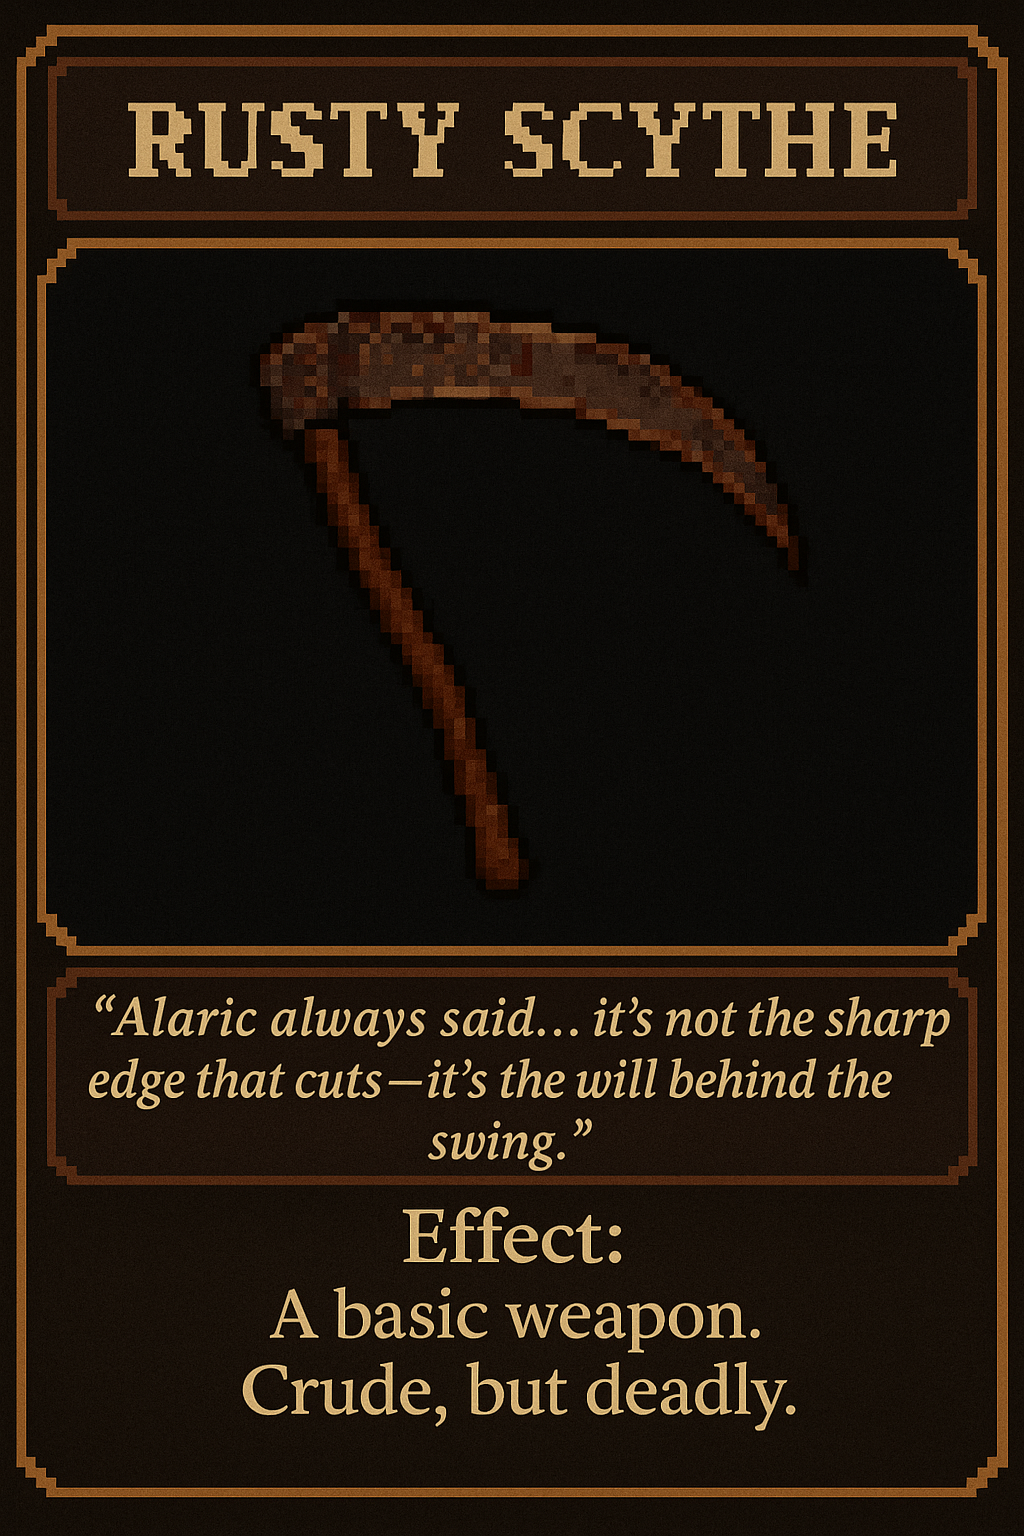 RUSTY SCYTHE
“Alaric always said... it’s not the sharp
edge that cuts—it’s the will behind the
swing.”
Effect:
A basic weapon.
Crude, but deadly.